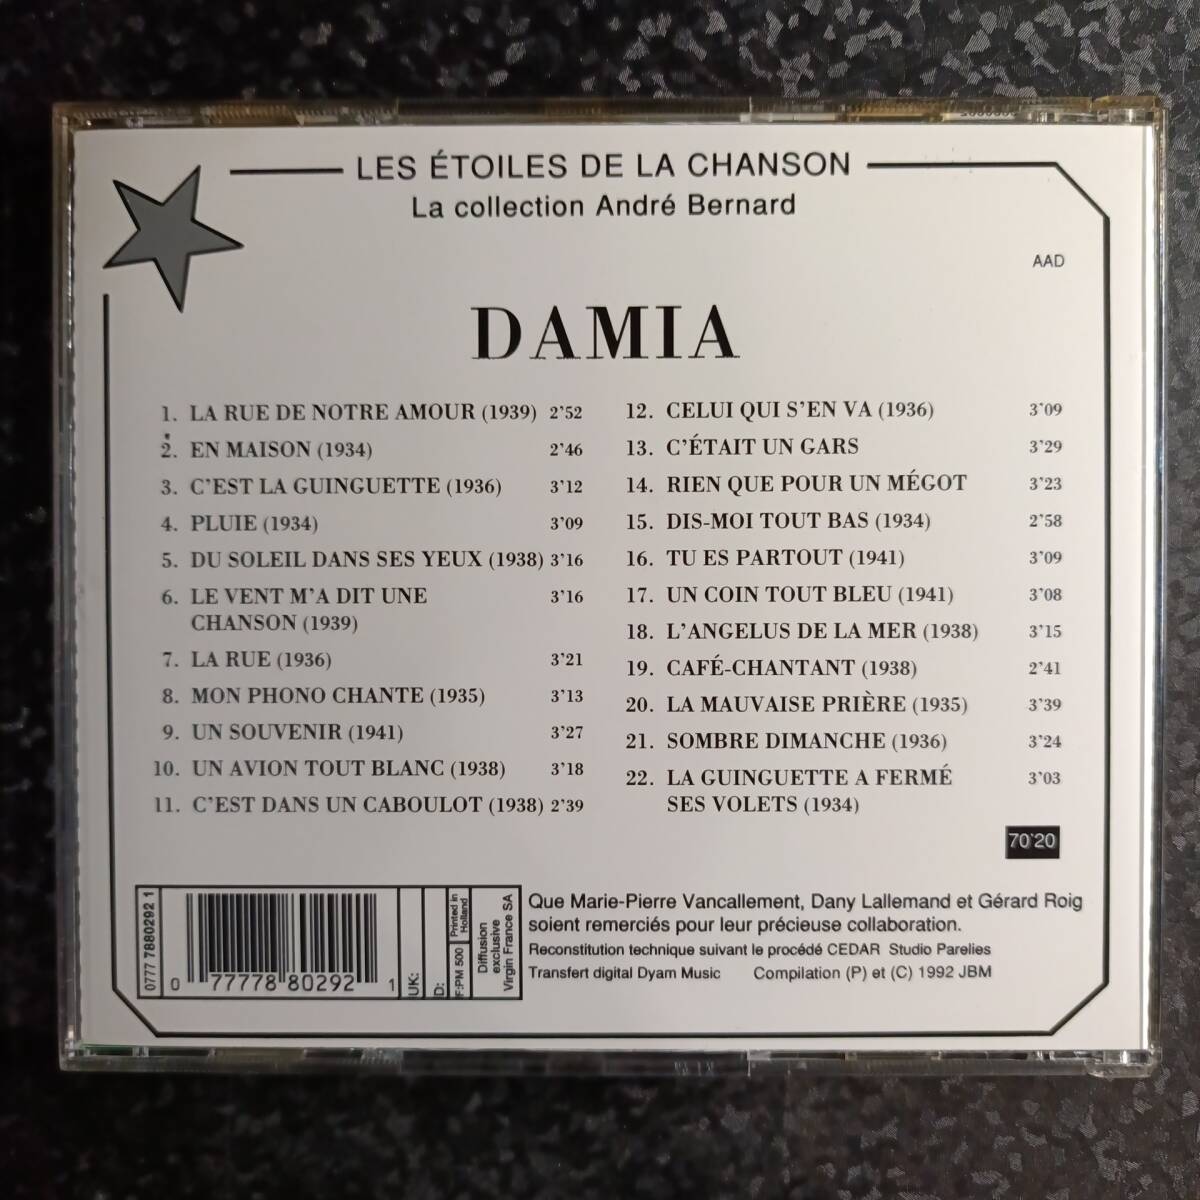 LES ÉTOILES DE LA CHANSON
La collection André Bernard
AAD
DAMIA
1. LA RUE DE NOTRE AMOUR (1939) 2'52
2. EN MAISON (1934) 2'46
3. C'EST LA GUINGUETTE (1936) 3'12
4. PLUIE (1934) 3'09
5. DU SOLEIL DANS SES YEUX (1938) 3'16
6. LE VENT M'A DIT UNE 3'16
CHANSON (1939)
7. LA RUE (1936) 3'21
8. MON PHONO CHANTE (1935) 3'13
9. UN SOUVENIR (1941) 3'27
10. UN AVION TOUT BLANC (1938) 3'18
11. C'EST DANS UN CABOULOT (1938) 2'39
12. CELUI QUI S'EN VA (1936) 3'09
13. C'ÉTAIT UN GARS 3'29
14. RIEN QUE POUR UN MÉGOT 3'23
15. DIS-MOI TOUT BAS (1934) 2'58
16. TU ES PARTOUT (1941) 3'09
17. UN COIN TOUT BLEU (1941) 3'08
18. L'ANGELUS DE LA MER (1938) 3'15
19. CAFÉ-CHANTANT (1938) 2'41
20. LA MAUVAISE PRIÈRE (1935) 3'39
21. SOMBRE DIMANCHE (1936) 3'24
22. LA GUINGUETTE A FERMÉ 3'03
SES VOLETS (1934)
70'20
0777 7880292 1
0 77778 80292 1
UK:
D:
F:PM 500
Printed in
Holland
Diffusion
exclusive
Virgin France SA
Que Marie-Pierre Vancallement, Dany Lallemand et Gérard Roig
soient remerciés pour leur précieuse collaboration.
Reconstitution technique suivant le procédé CEDAR Studio Parelies
Transfert digital Dyam Music Compilation (P) et (C) 1992 JBM